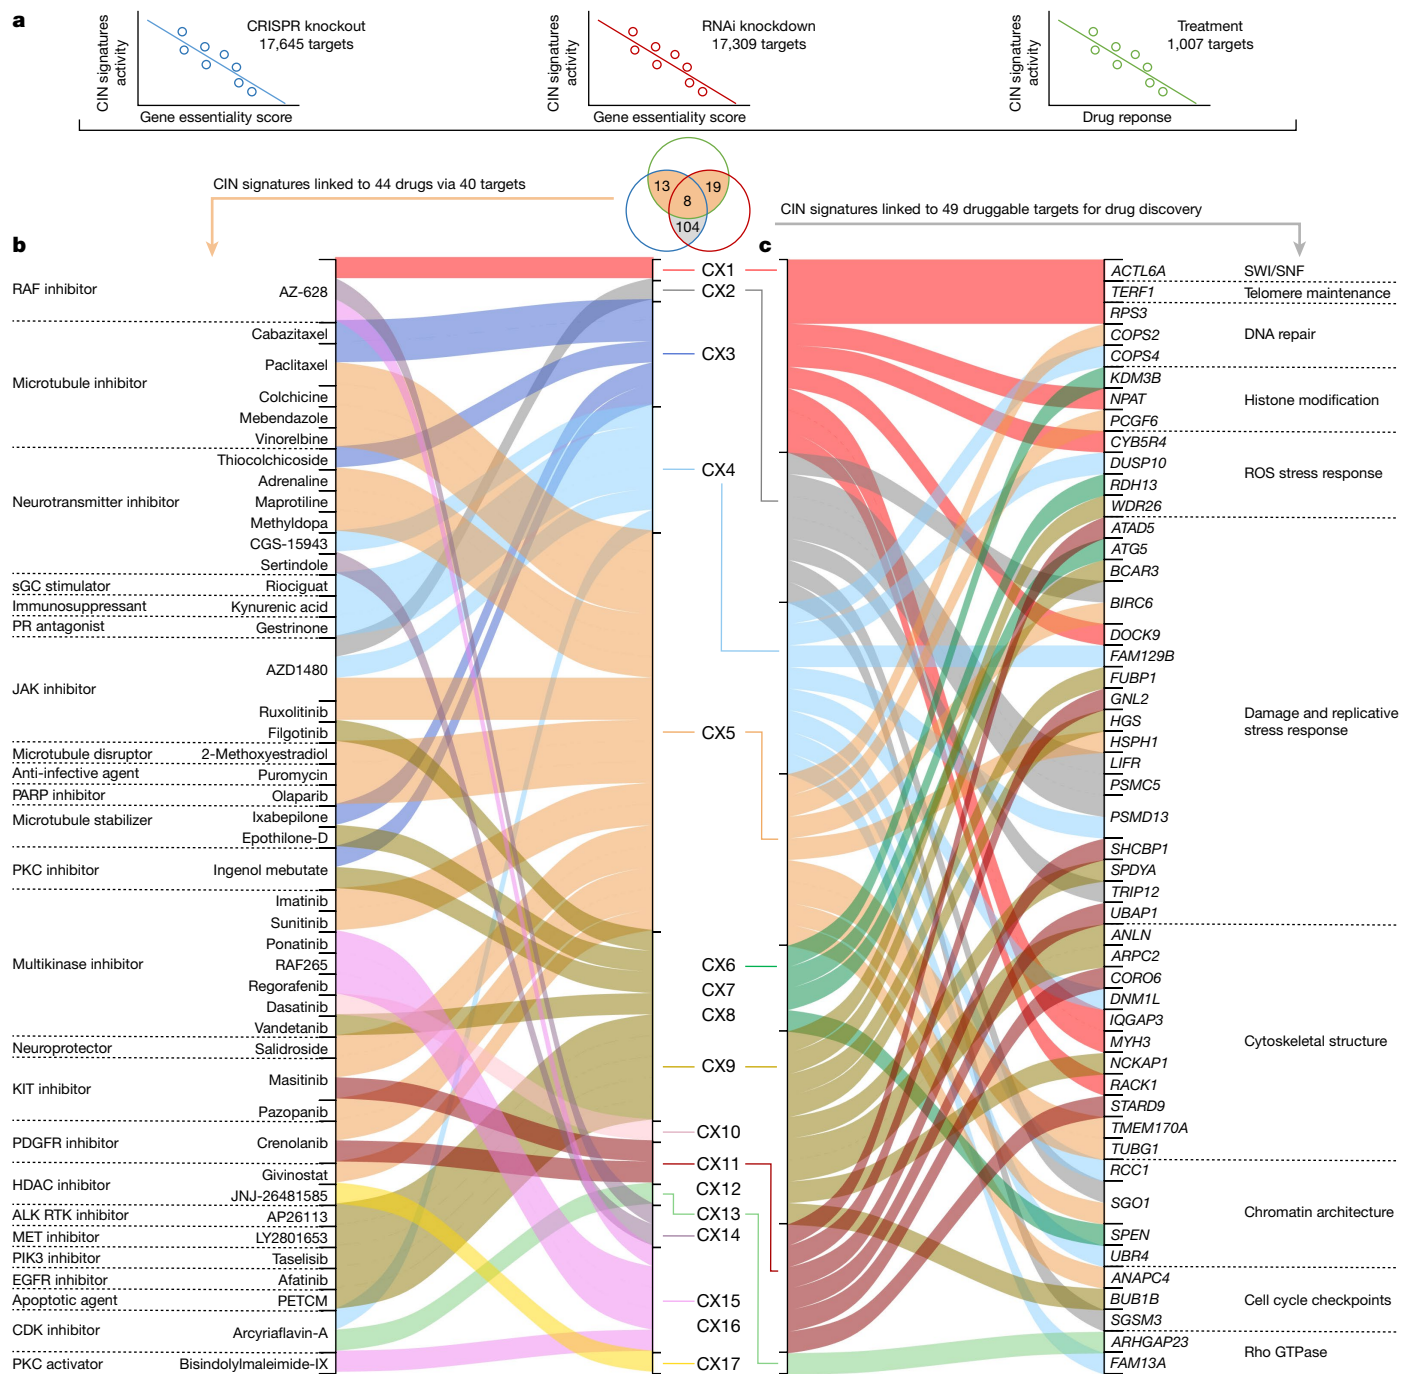 a
CIN signatures
activity
CRISPR knockout
17,645 targets
Gene essentiality score
CIN signatures
activity
RNAi knockdown
17,309 targets
Gene essentiality score
CIN signatures
activity
Treatment
1,007 targets
Drug reponse
CIN signatures linked to 44 drugs via 40 targets
13
19
8
104
CIN signatures linked to 49 druggable targets for drug discovery
b
RAF inhibitor
AZ-628
Microtubule inhibitor
Cabazitaxel
Paclitaxel
Colchicine
Mebendazole
Vinorelbine
Neurotransmitter inhibitor
Thiocolchicoside
Adrenaline
Maprotiline
Methyldopa
CGS-15943
Sertindole
sGC stimulator
Riociguat
Immunosuppressant
Kynurenic acid
PR antagonist
Gestrinone
JAK inhibitor
AZD1480
Ruxolitinib
Filgotinib
Microtubule disruptor
2-Methoxyestradiol
Anti-infective agent
Puromycin
PARP inhibitor
Olaparib
Microtubule stabilizer
Ixabepilone
Epothilone-D
PKC inhibitor
Ingenol mebutate
Multikinase inhibitor
Imatinib
Sunitinib
Ponatinib
RAF265
Regorafenib
Dasatinib
Vandetanib
Neuroprotector
Salidroside
KIT inhibitor
Masitinib
Pazopanib
PDGFR inhibitor
Crenolanib
HDAC inhibitor
Givinostat
JNJ-26481585
ALK RTK inhibitor
AP26113
MET inhibitor
LY2801653
PIK3 inhibitor
Taselisib
EGFR inhibitor
Afatinib
Apoptotic agent
PETCM
CDK inhibitor
Arcyriaflavin-A
PKC activator
Bisindolylmaleimide-IX
CX1
CX2
CX3
CX4
CX5
CX6
CX7
CX8
CX9
CX10
CX11
CX12
CX13
CX14
CX15
CX16
CX17
c
ACTL6A
SWI/SNF
TERF1
Telomere maintenance
RPS3
COPS2
COPS4
DNA repair
KDM3B
NPAT
PCGF6
Histone modification
CYB5R4
DUSP10
RDH13
WDR26
ROS stress response
ATAD5
ATG5
BCAR3
BIRC6
DOCK9
FAM129B
FUBP1
GNL2
HGS
HSPH1
LIFR
PSMC5
PSMD13
SHCBP1
SPDYA
TRIP12
UBAP1
Damage and replicative
stress response
ANLN
ARPC2
CORO6
DNM1L
IQGAP3
MYH3
NCKAP1
RACK1
STARD9
TMEM170A
TUBG1
Cytoskeletal structure
RCC1
SGO1
SPEN
UBR4
Chromatin architecture
ANAPC4
BUB1B
SGSM3
Cell cycle checkpoints
ARHGAP23
FAM13A
Rho GTPase